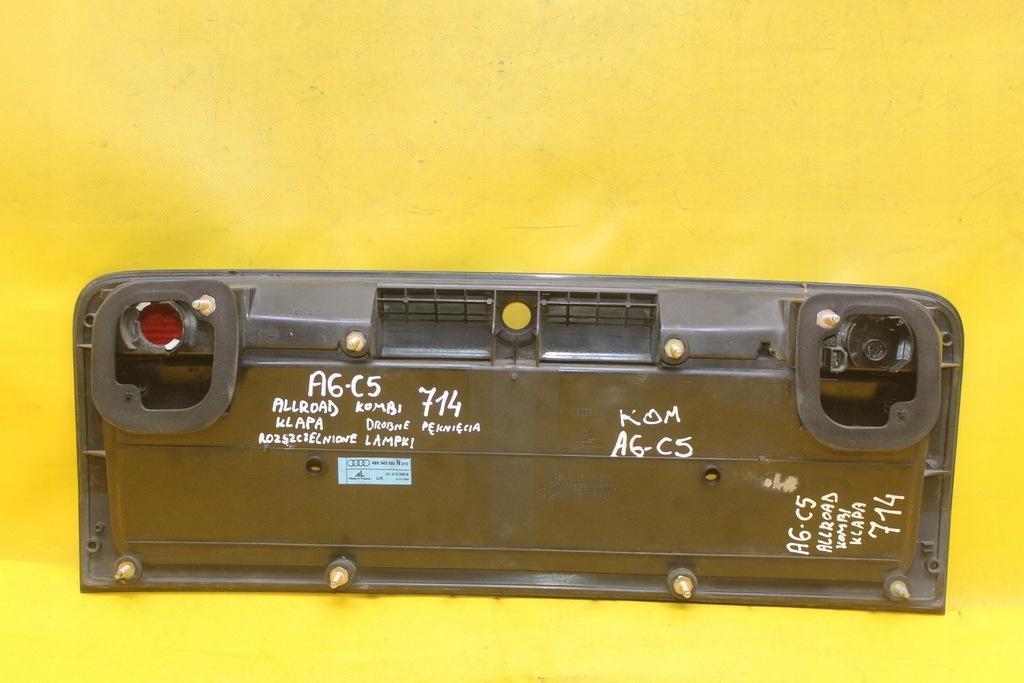 A6-C5
ALLROAD KOMBI 714
KLAPA DROBNE PĘKNIĘCIA
ROZSZCZELNIONE LAMPKI
KOM
A6-C5
A6-C5
ALLROAD
KOMBI
KLAPA
714